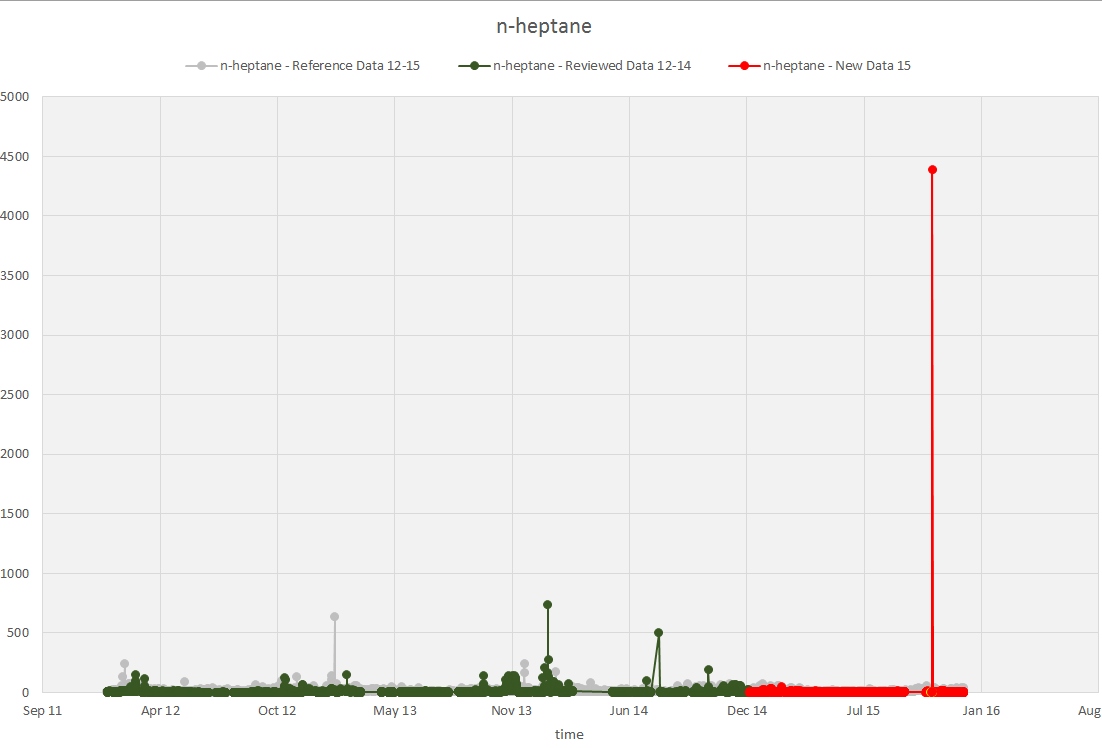 n-heptane
n-heptane - Reference Data 12-15 n-heptane - Reviewed Data 12-14 n-heptane - New Data 15
5000
4500
4000
3500
3000
2500
2000
1500
1000
500
0
Sep 11 Apr 12 Oct 12 May 13 Nov 13 Jun 14 Dec 14 Jul 15 Jan 16 Aug
time